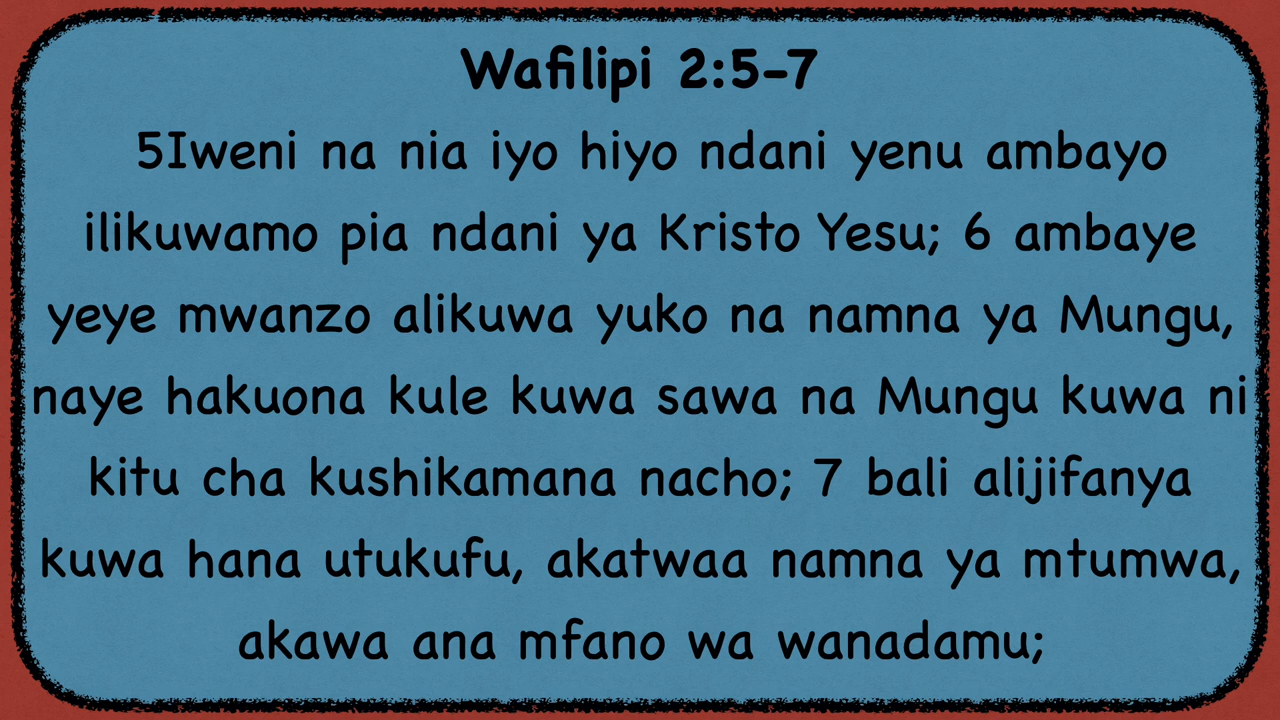 Wafilipi 2:5-7
5Iweni na nia iyo hiyo ndani yenu ambayo
ilikuwamo pia ndani ya Kristo Yesu; 6 ambaye
yeye mwanzo alikuwa yuko na namna ya Mungu,
naye hakuona kule kuwa sawa na Mungu kuwa ni
kitu cha kushikamana nacho; 7 bali alijifanya
kuwa hana utukufu, akatwaa namna ya mtumwa,
akawa ana mfano wa wanadamu;